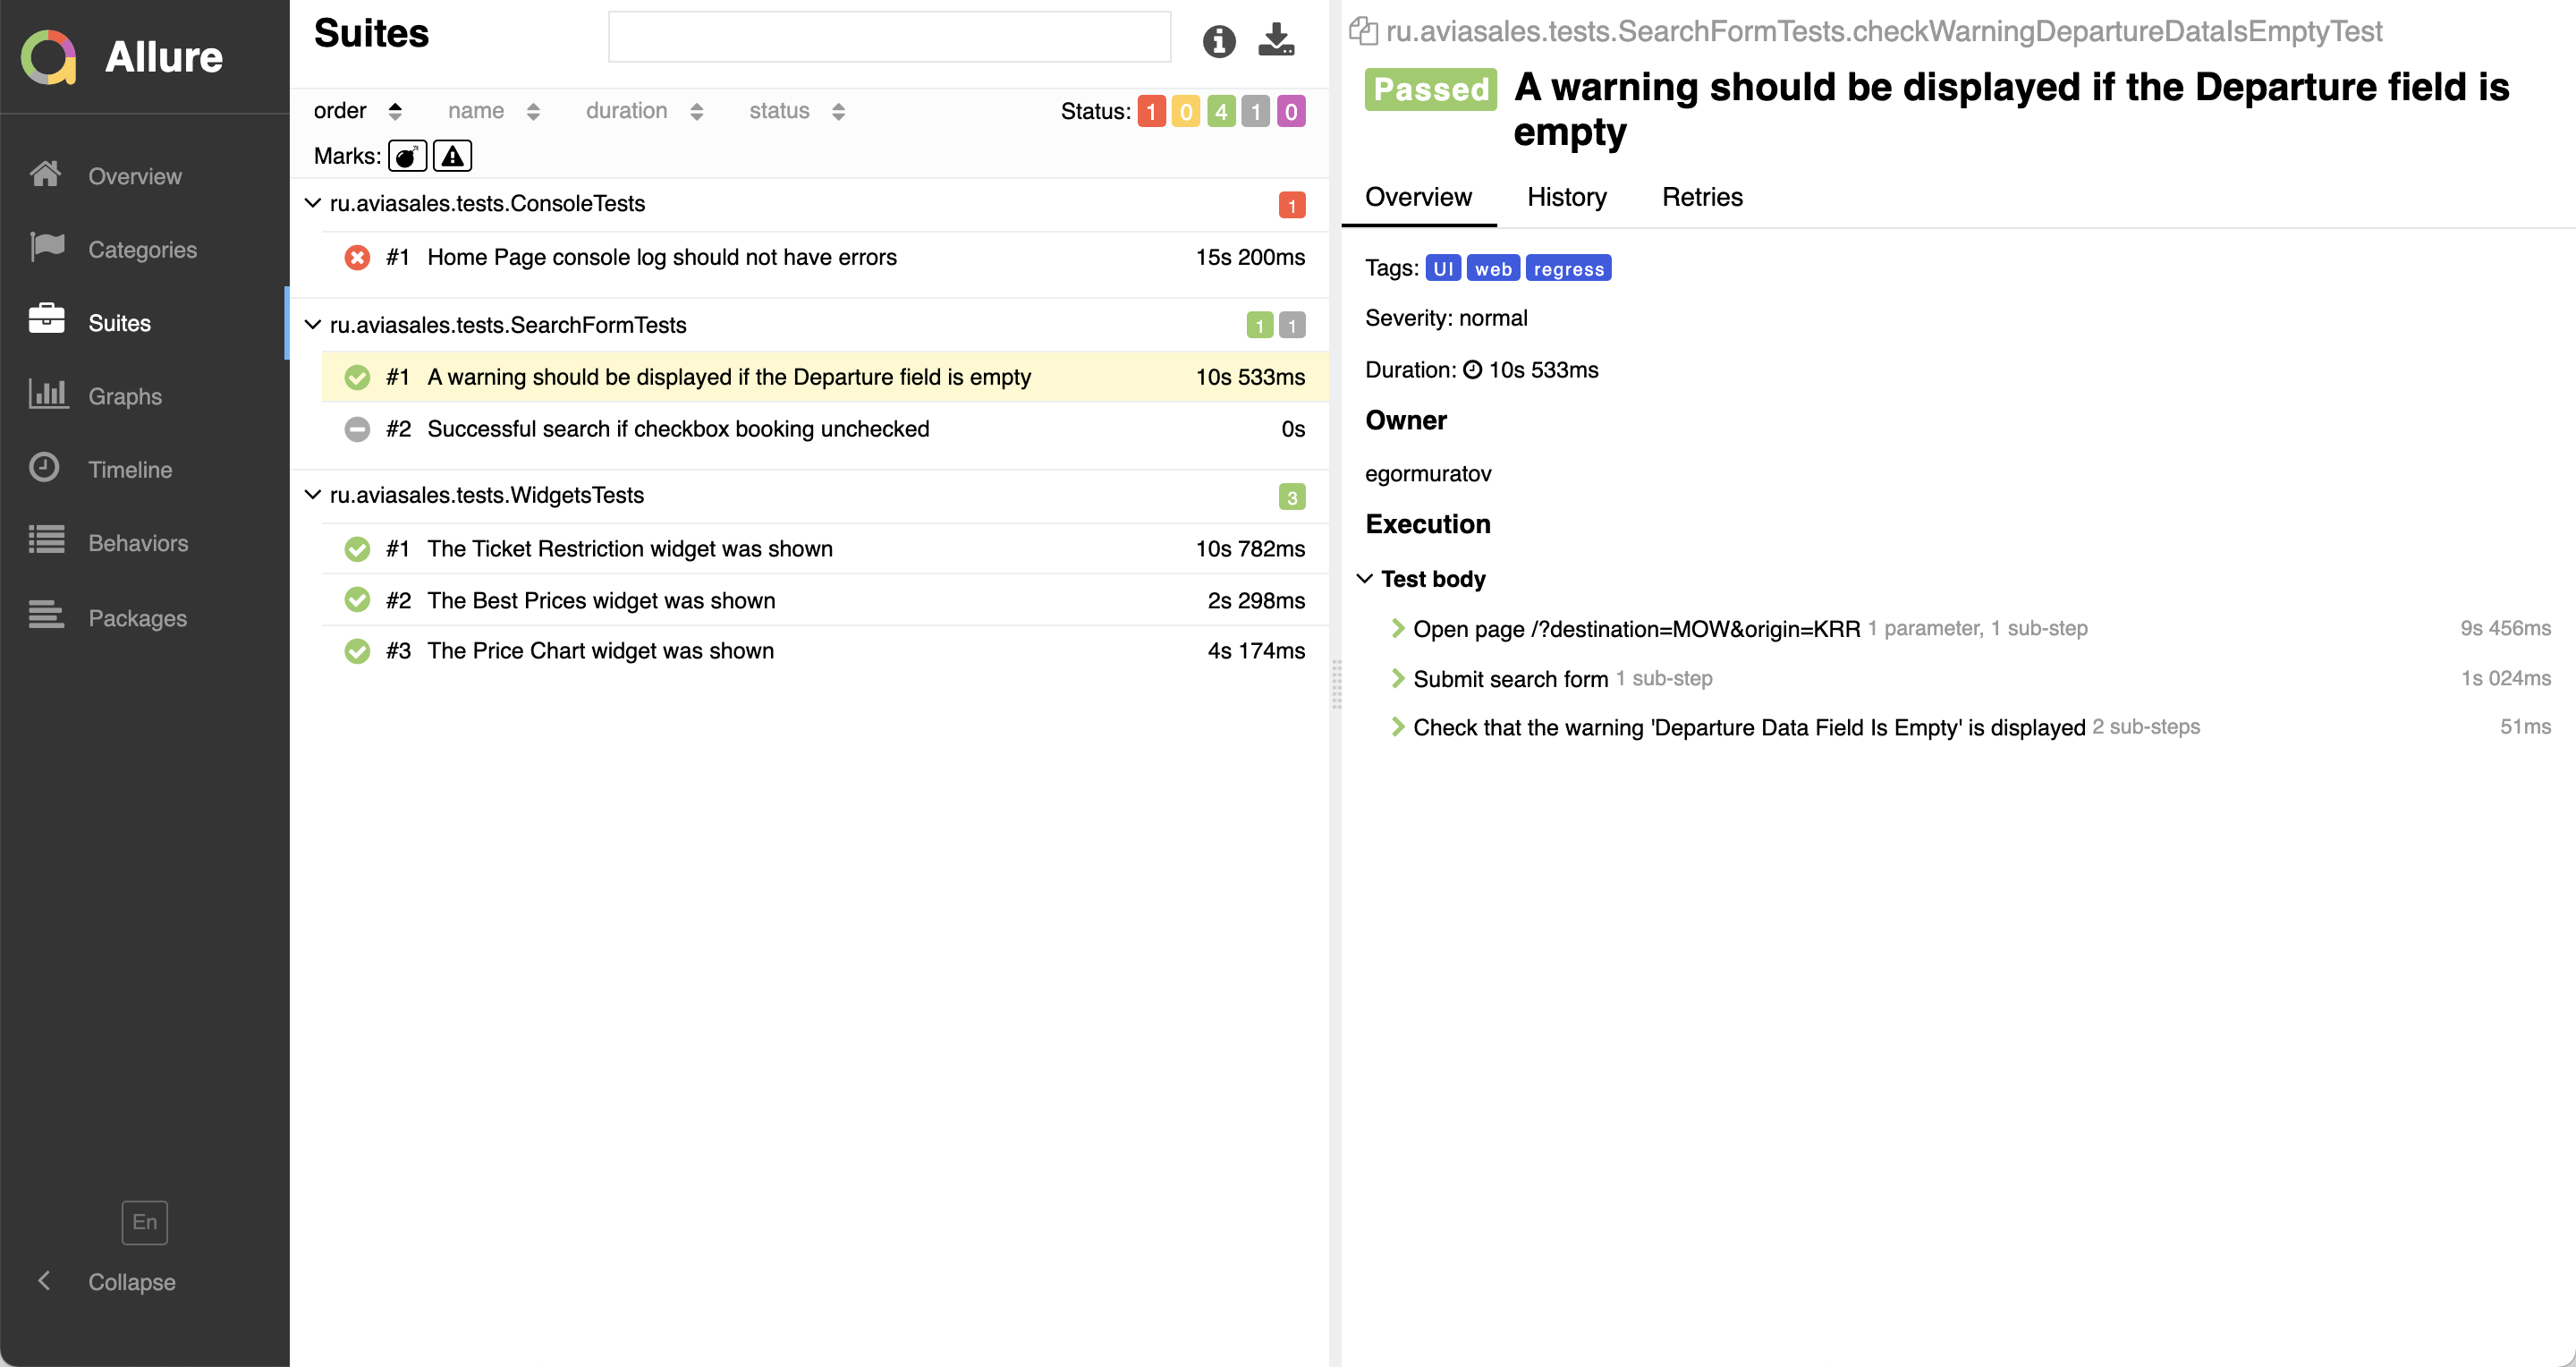 Allure
Overview
Categories
Suites
Graphs
Timeline
Behaviors
Packages
En
Collapse
Suites
order name duration status Status: 1 0 4 1 0
Marks:
ru.aviasales.tests.ConsoleTests 1
#1 Home Page console log should not have errors 15s 200ms
ru.aviasales.tests.SearchFormTests 1 1
#1 A warning should be displayed if the Departure field is empty 10s 533ms
#2 Successful search if checkbox booking unchecked 0s
ru.aviasales.tests.WidgetsTests 3
#1 The Ticket Restriction widget was shown 10s 782ms
#2 The Best Prices widget was shown 2s 298ms
#3 The Price Chart widget was shown 4s 174ms
ru.aviasales.tests.SearchFormTests.checkWarningDepartureDataIsEmptyTest
Passed A warning should be displayed if the Departure field is
empty
Overview History Retries
Tags: UI web regress
Severity: normal
Duration: 10s 533ms
Owner
egormuratov
Execution
Test body
Open page /?destination=MOW&origin=KRR 1 parameter, 1 sub-step 9s 456ms
Submit search form 1 sub-step 1s 024ms
Check that the warning 'Departure Data Field Is Empty' is displayed 2 sub-steps 51ms